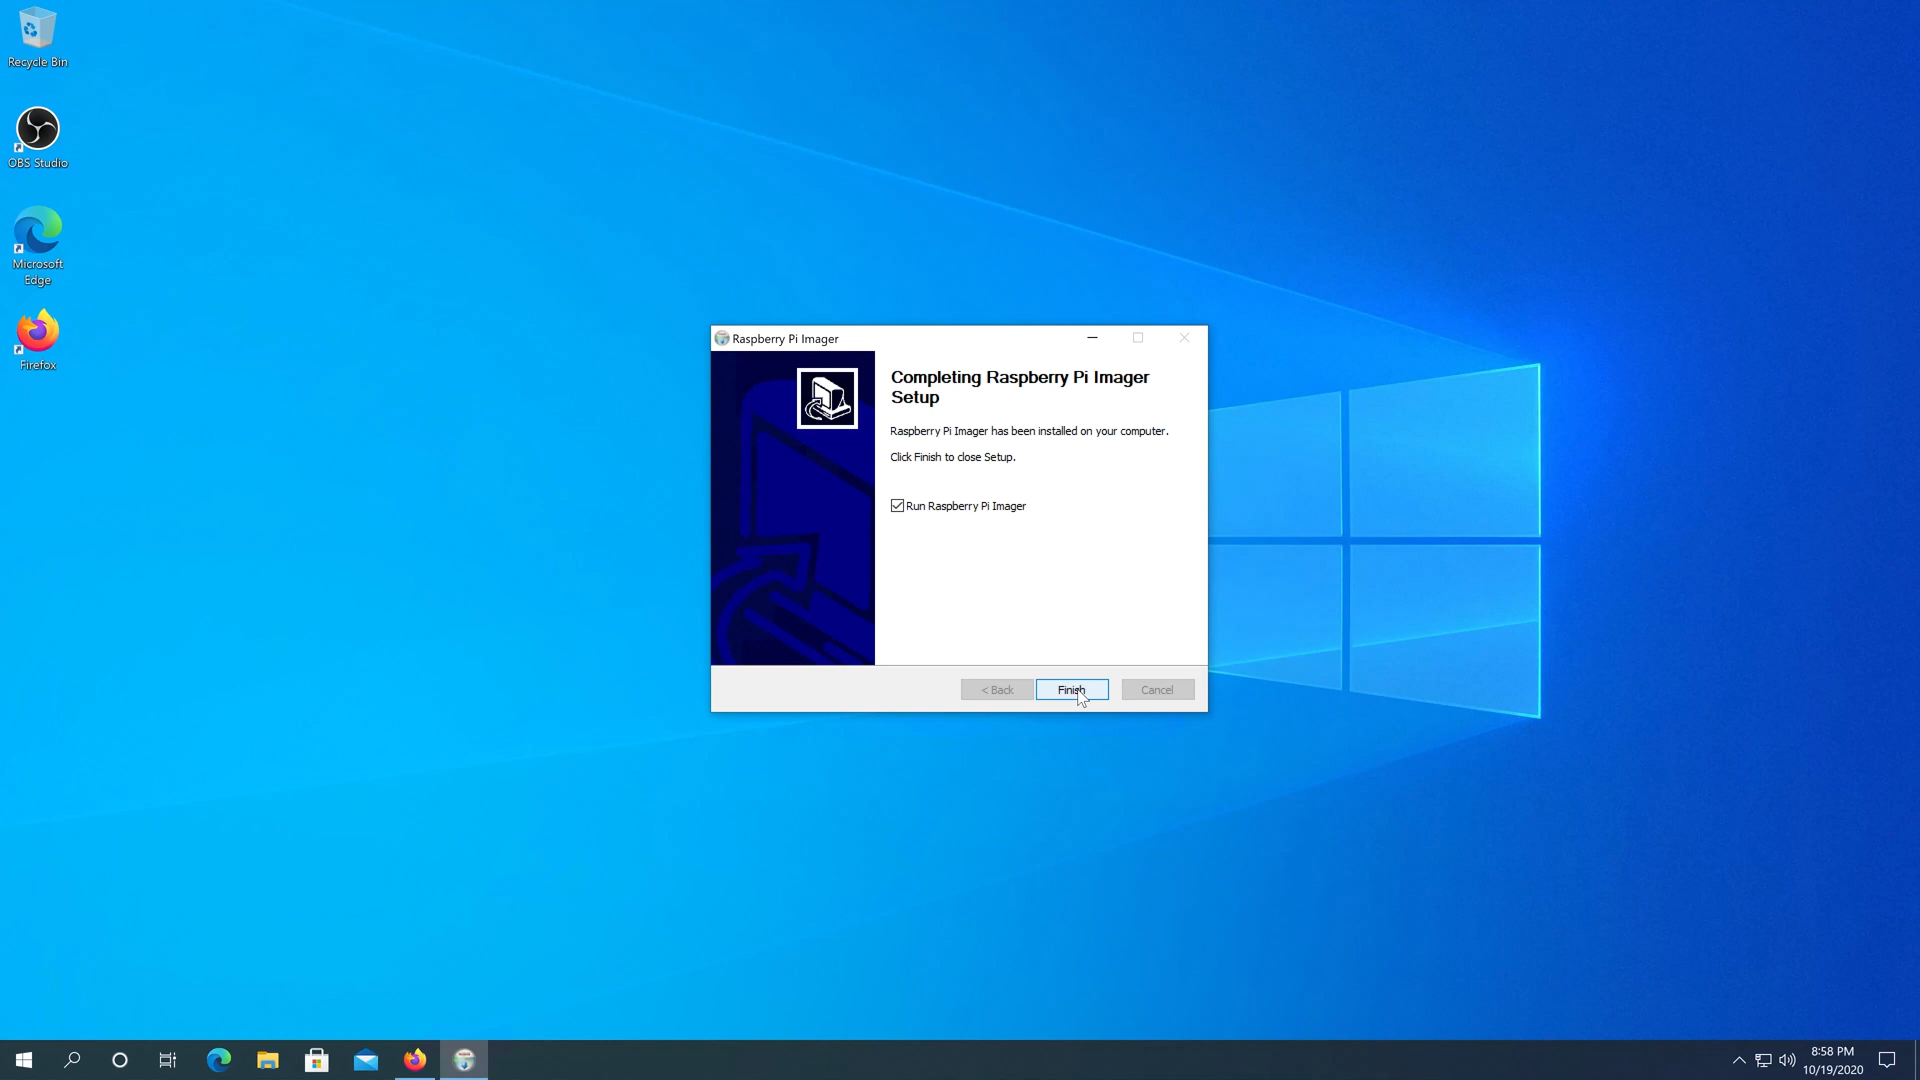 Recycle Bin
OBS Studio
Microsoft
Edge
Firefox
Raspberry Pi Imager
Completing Raspberry Pi Imager
Setup
Raspberry Pi Imager has been installed on your computer.
Click Finish to close Setup.
Run Raspberry Pi Imager
< Back
Finish
Cancel
8:58 PM
10/19/2020